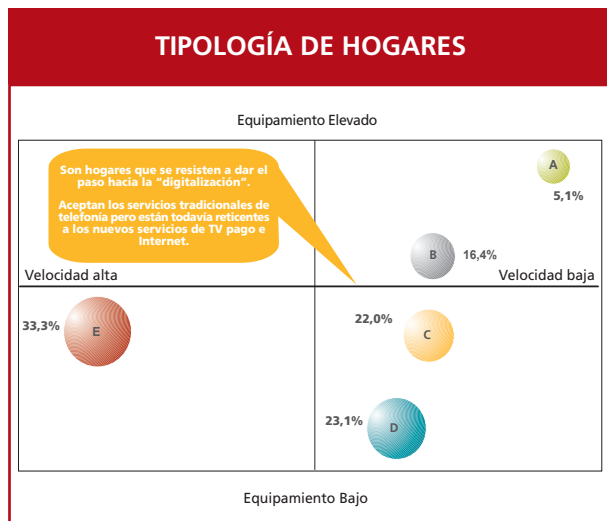 TIPOLOGÍA DE HOGARES
Equipamiento Elevado
Son hogares que se resisten a dar el
paso hacia la “digitalización”.
Aceptan los servicios tradicionales de
telefonía pero están todavía reticentes
a los nuevos servicios de TV pago e
Internet.
A
5,1%
B
16,4%
Velocidad alta
Velocidad baja
33,3%
E
22,0%
C
23,1%
D
Equipamiento Bajo